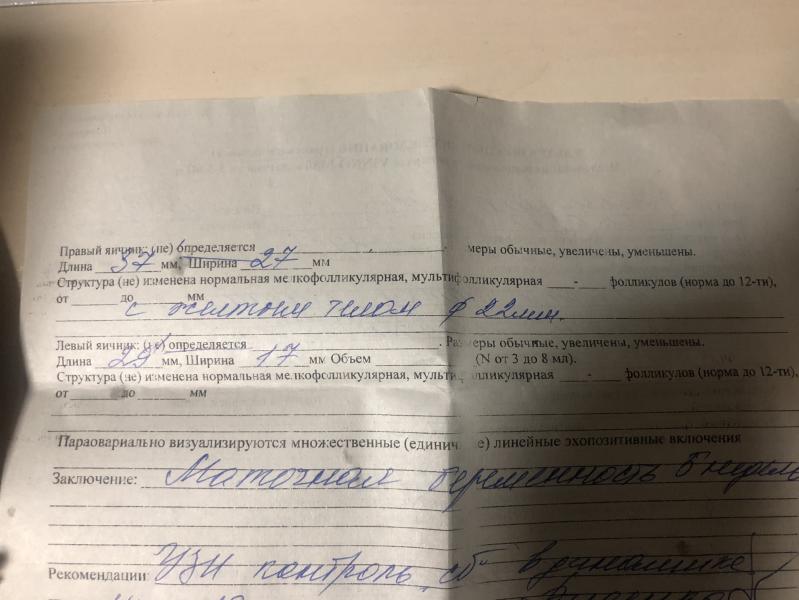 Правый яичник: (не) определяется меры обычные, увеличены, уменьшены.
Длина 37 мм, Ширина 27 мм
Структура (не) изменена нормальная мелкофолликулярная, мультифолликулярная - фолликулов (норма до 12-ти),
от до мм
с желтым телом ф 22мм.
Левый яичник: (не) определяется . Размеры обычные, увеличены, уменьшены.
Длина 29 мм, Ширина 17 мм Объем (N от 3 до 8 мл).
Структура (не) изменена нормальная мелкофолликулярная, мультифолликулярная - фолликулов (норма до 12-ти),
от до мм
Параовариально визуализируются множественные (единичные) линейные эхопозитивные включения
Заключение: Маточная беременность 5 недель
Рекомендации: УЗИ контроль „сб“ в динамике